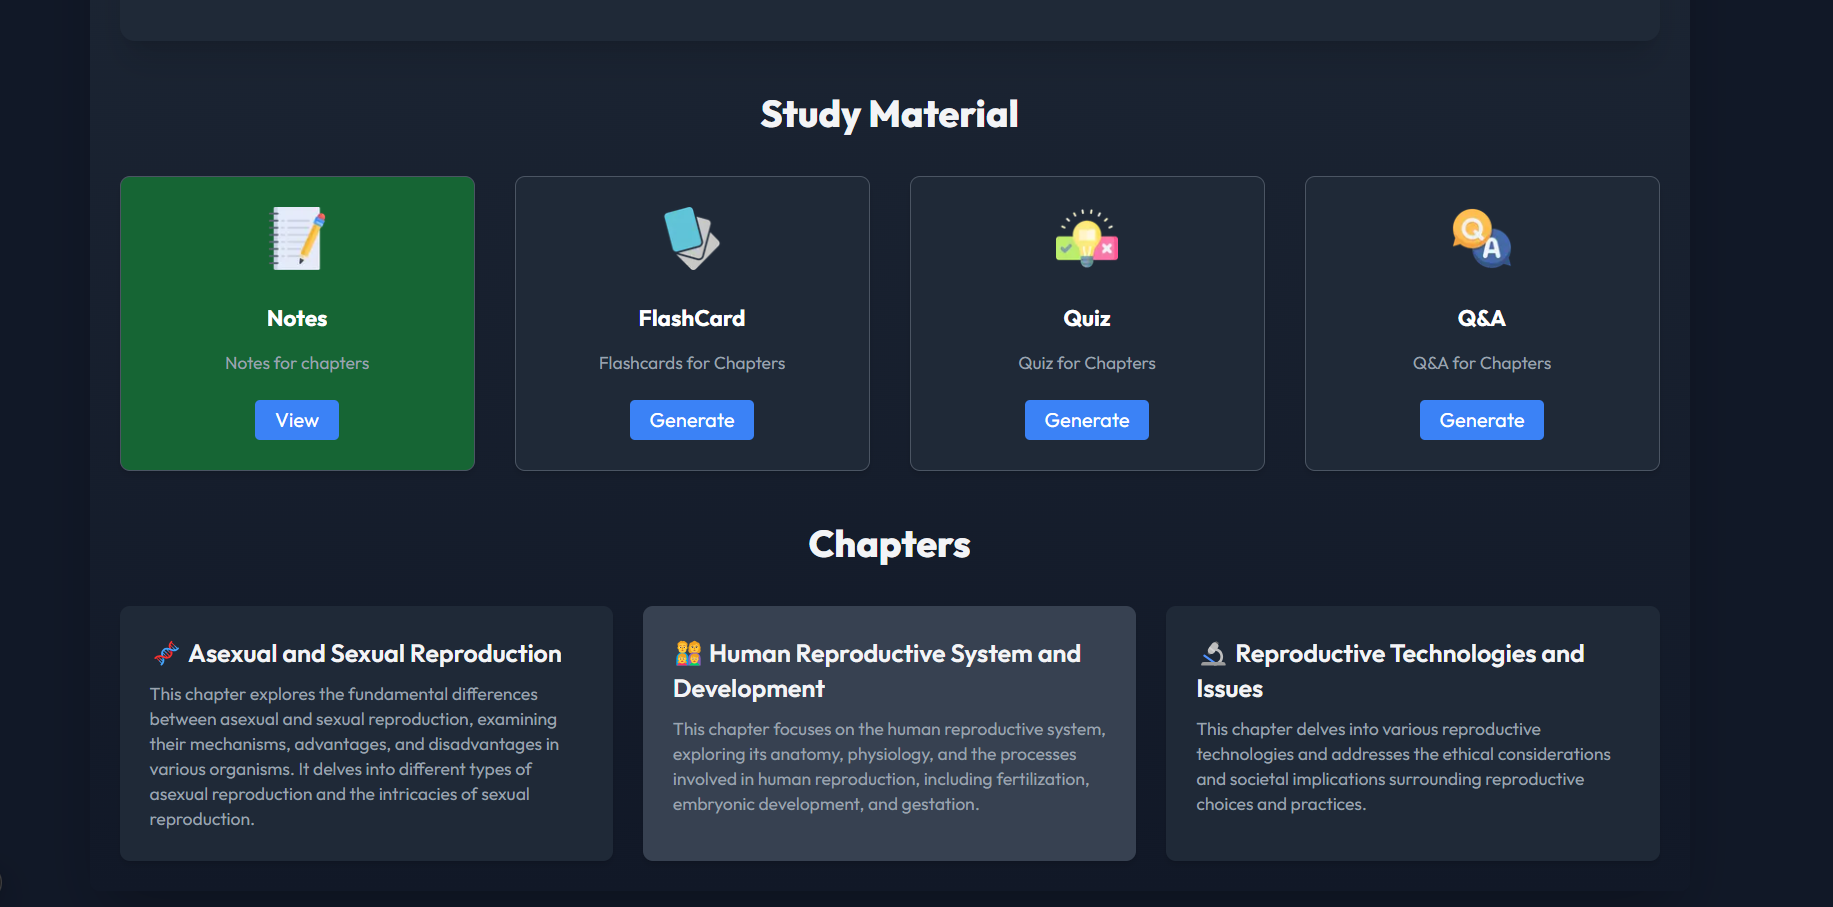 Study Material
Notes
Notes for chapters
View
FlashCard
Flashcards for Chapters
Generate
Quiz
Quiz for Chapters
Generate
Q
A
Q&A
Q&A for Chapters
Generate
Chapters
Asexual and Sexual Reproduction
This chapter explores the fundamental differences
between asexual and sexual reproduction, examining
their mechanisms, advantages, and disadvantages in
various organisms. It delves into different types of
asexual reproduction and the intricacies of sexual
reproduction.
Human Reproductive System and
Development
This chapter focuses on the human reproductive system,
exploring its anatomy, physiology, and the processes
involved in human reproduction, including fertilization,
embryonic development, and gestation.
Reproductive Technologies and
Issues
This chapter delves into various reproductive
technologies and addresses the ethical considerations
and societal implications surrounding reproductive
choices and practices.